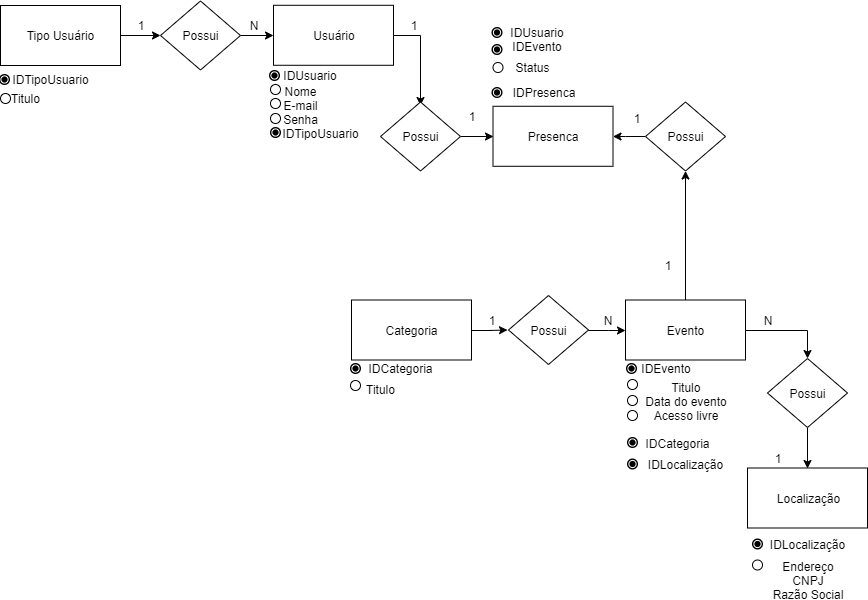 Tipo Usuário
1
Possui
N
Usuário
1
IDTipoUsuario
Titulo
IDUsuario
Nome
E-mail
Senha
IDTipoUsuario
IDUsuario
IDEvento
Status
IDPresenca
Possui
1
Presenca
1
Possui
1
Categoria
1
Possui
N
Evento
N
IDCategoria
Titulo
IDEvento
Titulo
Data do evento
Acesso livre
IDCategoria
IDLocalização
Possui
1
Localização
IDLocalização
Endereço
CNPJ
Razão Social